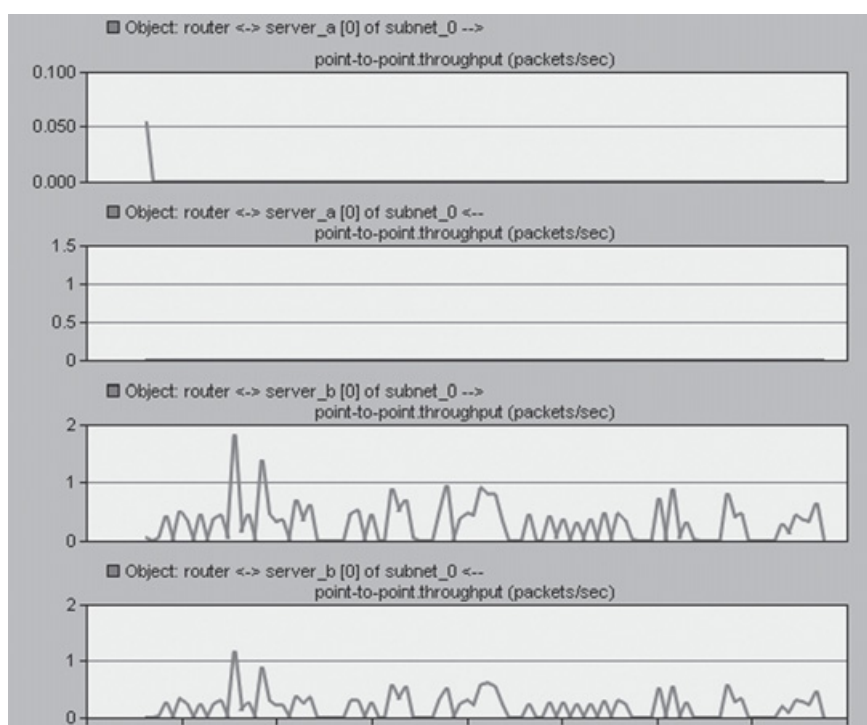 Object: router <-> server_a [0] of subnet_0 -->
point-to-point.throughput (packets/sec)
0.100
0.050
0.000
Object: router <-> server_a [0] of subnet_0 <--
point-to-point.throughput (packets/sec)
1.5
1
0.5
0
Object: router <-> server_b [0] of subnet_0 -->
point-to-point.throughput (packets/sec)
2
1
0
Object: router <-> server_b [0] of subnet_0 <--
point-to-point.throughput (packets/sec)
2
1
0